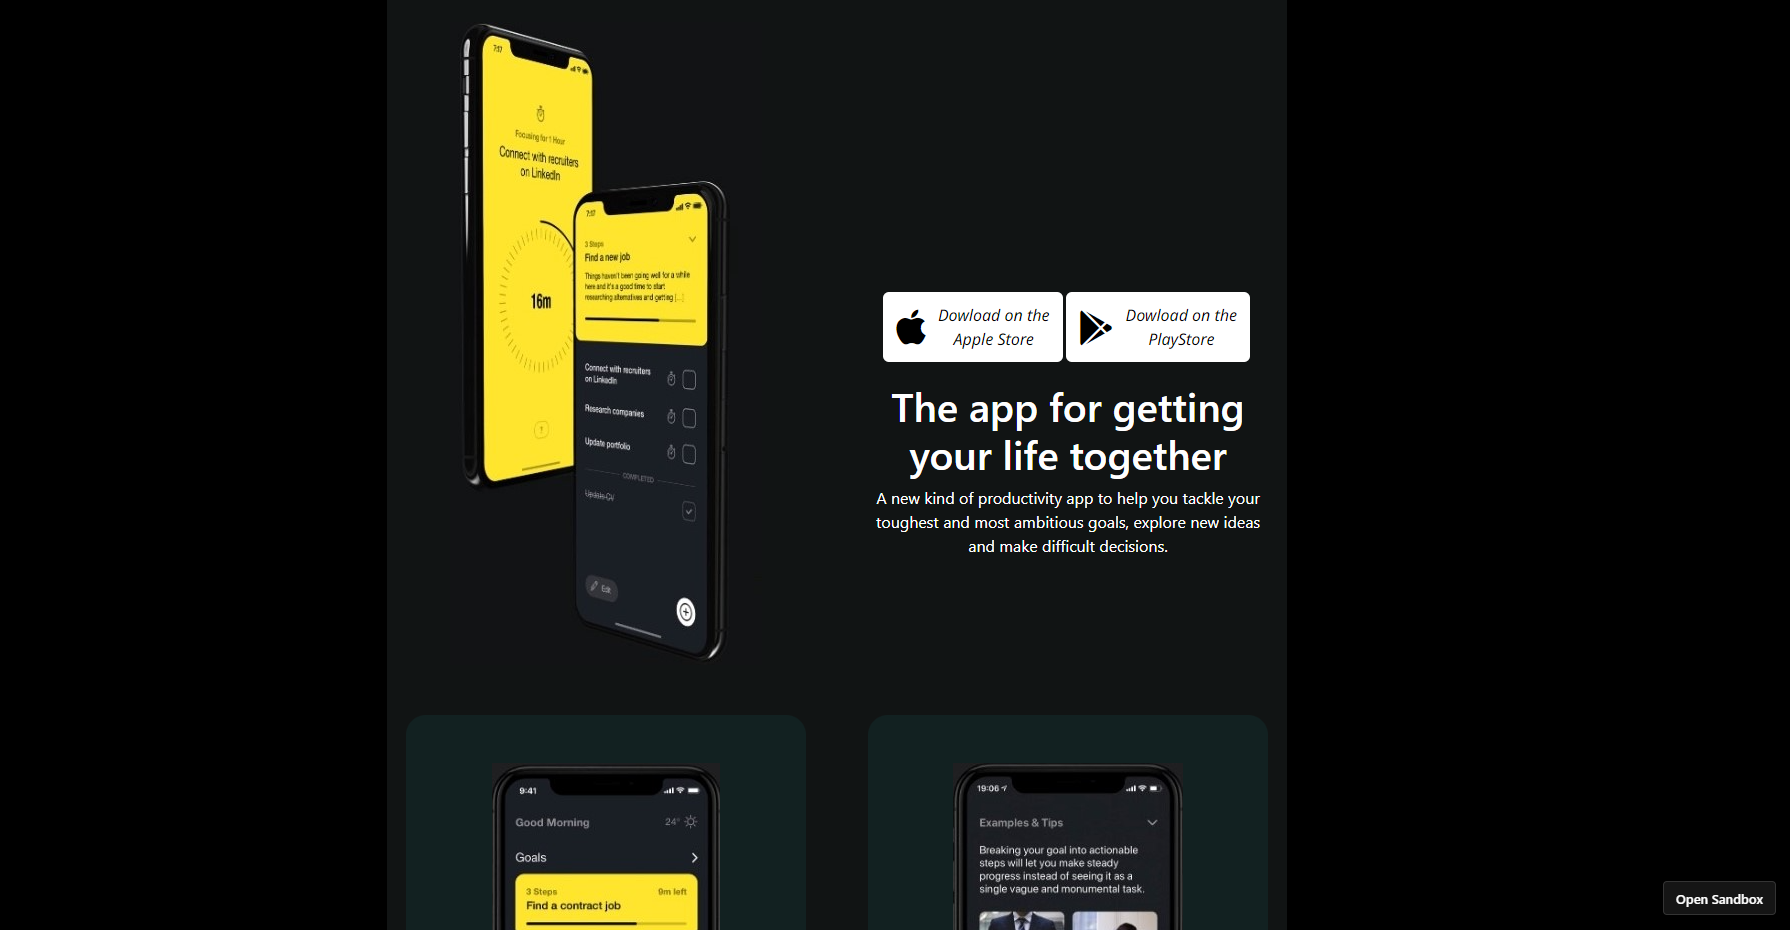 7:17
Focusing for 1 Hour
Connect with recruiters
on LinkedIn
16m
7:17
3 Steps
Find a new job
Things haven't been going well for a while
here and it's a good time to start
researching alternatives and getting [...]
Connect with recruiters
on LinkedIn
Research companies
Update portfolio
COMPLETED
Update CV
Edit
Dowload on the
Apple Store
Dowload on the
PlayStore
The app for getting
your life together
A new kind of productivity app to help you tackle your
toughest and most ambitious goals, explore new ideas
and make difficult decisions.
9:41
Good Morning
24°
Goals
3 Steps
9m left
Find a contract job
19:06
Examples & Tips
Breaking your goal into actionable
steps will let you make steady
progress instead of seeing it as a
single vague and monumental task.
Open Sandbox